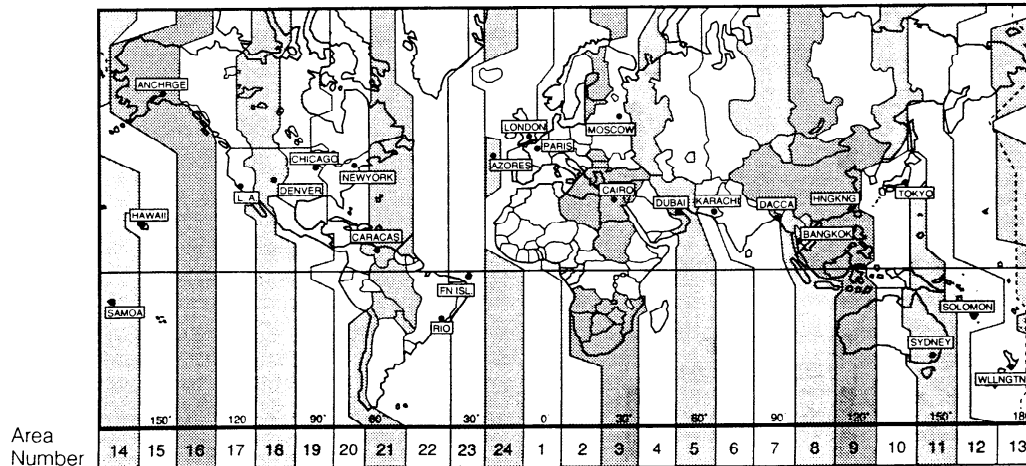 ANCHRGE
LONDON
MOSCOW
PARIS
CHICAGO
AZORES
NEWYORK
DENVER
L. A.
CAIRO
DUBAI
KARACHI
DACCA
HNGKNG
TOKYO
HAWAII
CARACAS
BANGKOK
FN ISL.
SAMOA
SOLOMON
RIO
SYDNEY
WLLNGTN
150° 120 90° 60° 30° 0° 30° 60° 90 120° 150° 180
Area
Number
14 15 16 17 18 19 20 21 22 23 24 1 2 3 4 5 6 7 8 9 10 11 12 13